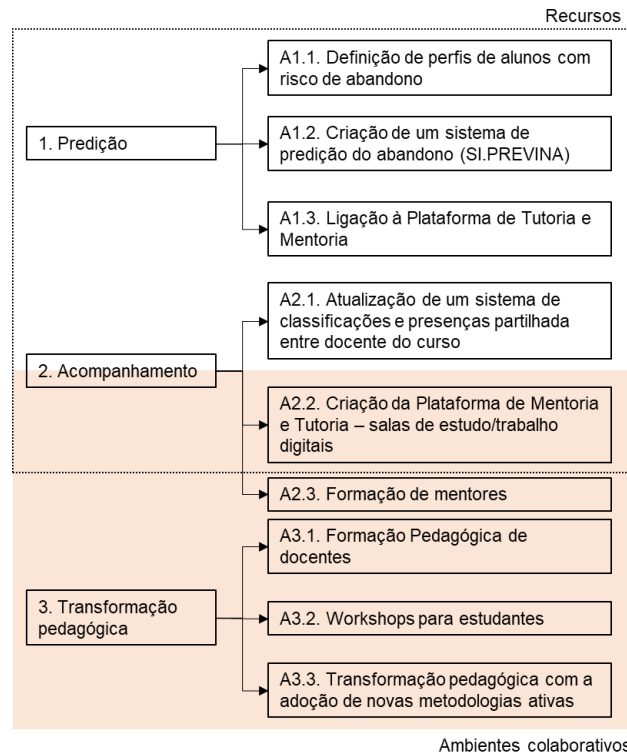 Recursos
1. Predição
A1.1. Definição de perfis de alunos com
risco de abandono
A1.2. Criação de um sistema de
predição do abandono (SI.PREVINA)
A1.3. Ligação à Plataforma de Tutoria e
Mentoria
2. Acompanhamento
A2.1. Atualização de um sistema de
classificações e presenças partilhada
entre docente do curso
A2.2. Criação da Plataforma de Mentoria
e Tutoria – salas de estudo/trabalho
digitais
A2.3. Formação de mentores
3. Transformação
pedagógica
A3.1. Formação Pedagógica de
docentes
A3.2. Workshops para estudantes
A3.3. Transformação pedagógica com a
adoção de novas metodologias ativas
Ambientes colaborativos